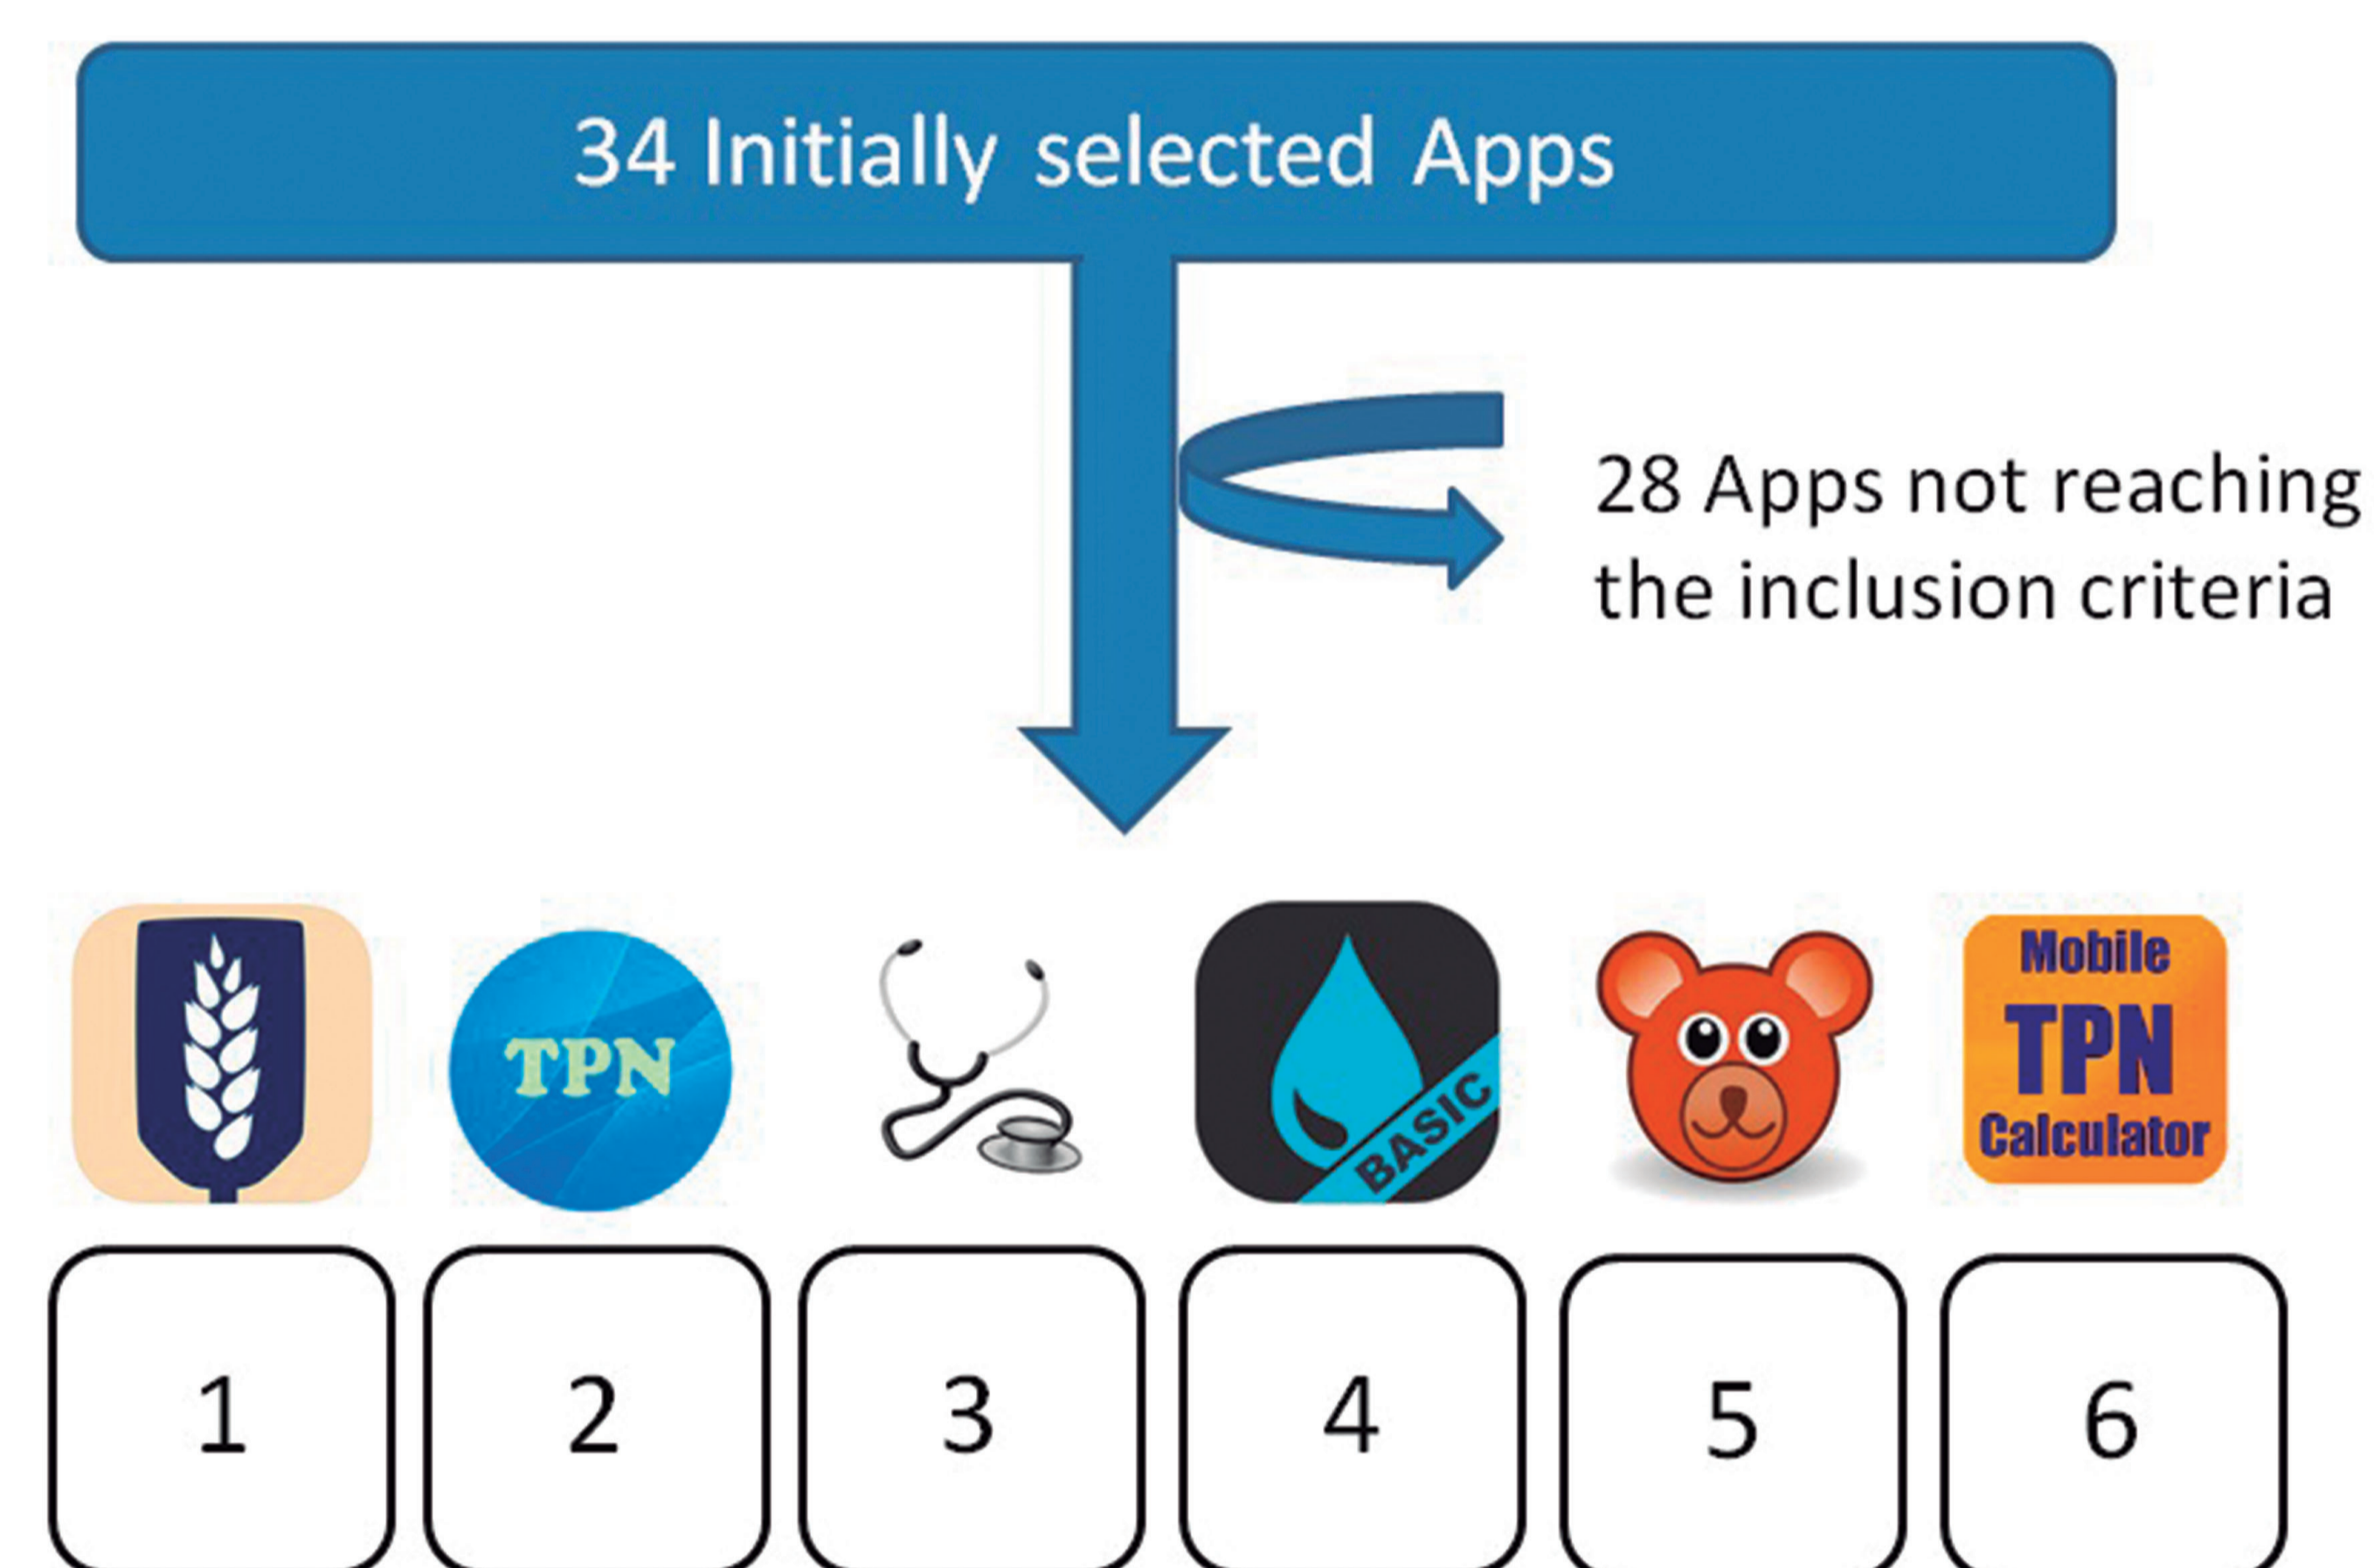 34 Initially selected Apps
28 Apps not reaching
the inclusion criteria
TPN
BASIC
Mobile
TPN
Calculator
1
2
3
4
5
6